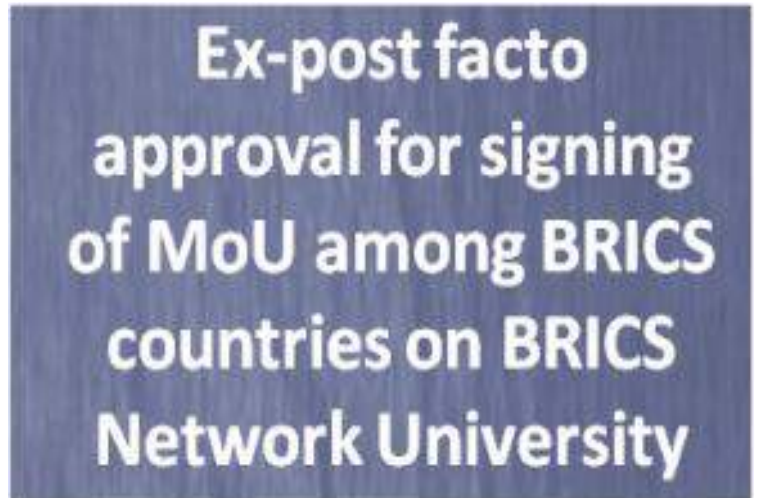 Ex-post facto
approval for signing
of MoU among BRICS
countries on BRICS
Network University